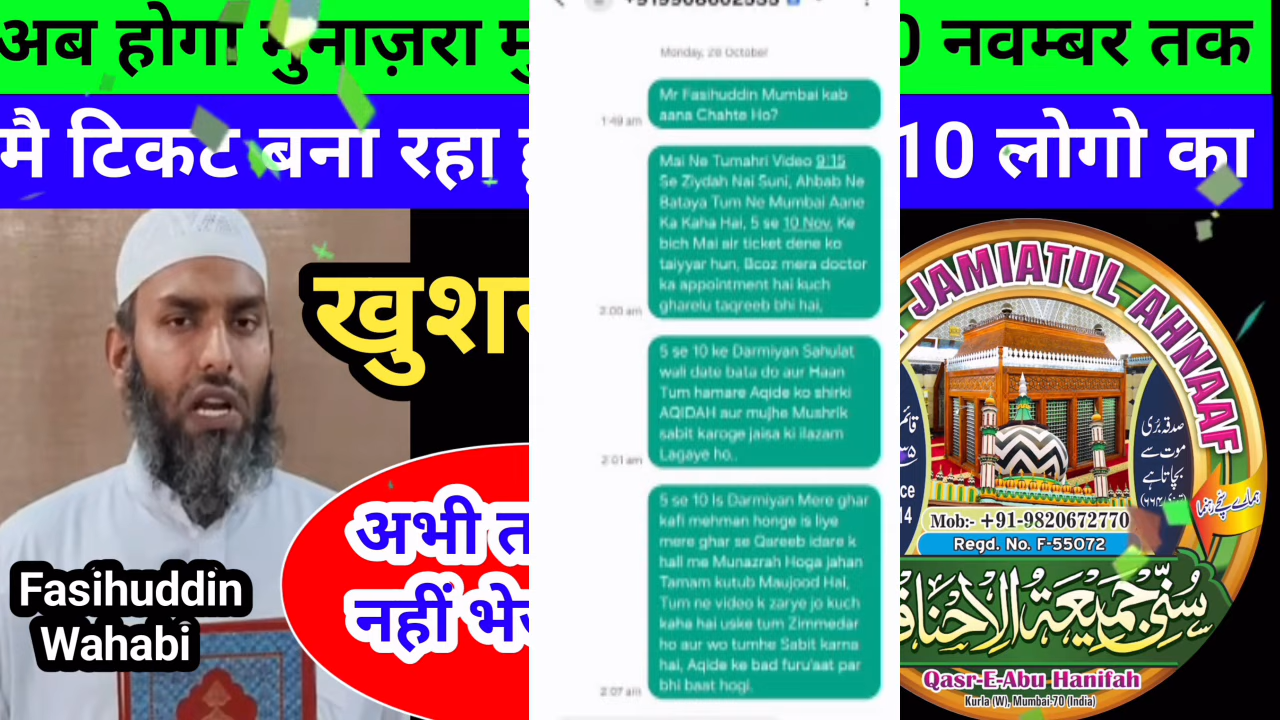 अब होगा मुनाज़रा मु
0 नवम्बर तक
मै टिकट बना रहा हू
10 लोगो का
खुश
अभी त
नहीं भे
Fasihuddin
Wahabi
Monday, 28 October
Mr Fasihuddin Mumbai kab
aana Chahte Ho?
1:49 am
Mai Ne Tumahri Video 9:15
Se Ziydah Nai Suni, Ahbab Ne
Bataya Tum Ne Mumbai Aane
Ka Kaha Hai, 5 se 10 Nov, Ke
bich Mai air ticket dene ko
taiyyar hun, Bcoz mera doctor
ka appointment hai kuch
gharelu taqreeb bhi hai,
2:00 am
5 se 10 ke Darmiyan Sahulat
wali date bata do aur Haan
Tum hamare Aqide ko shirki
AQIDAH aur mujhe Mushrik
sabit karoge jaisa ki ilazam
Lagaye ho..
2:01 am
5 se 10 Is Darmiyan Mere ghar
kafi mehman honge is liye
mere ghar se Qareeb idare k
hall me Munazrah Hoga jahan
Tamam kutub Maujood Hai,
Tum ne video k zarye jo kuch
kaha hai uske tum Zimmedar
ho aur wo tumhe Sabit karna
hai, Aqide ke bad furu'aat par
bhi baat hogi.
2:07 am
JAMIATUL AHNAAF
صدقہ بُری
موت سے
بچاتا ہے
Mob:- +91-9820672770
Regd. No. F-55072
سُنّی جمیعۃ الاحناف
Qasr-E-Abu Hanifah
Kurla (W), Mumbai-70 (India)